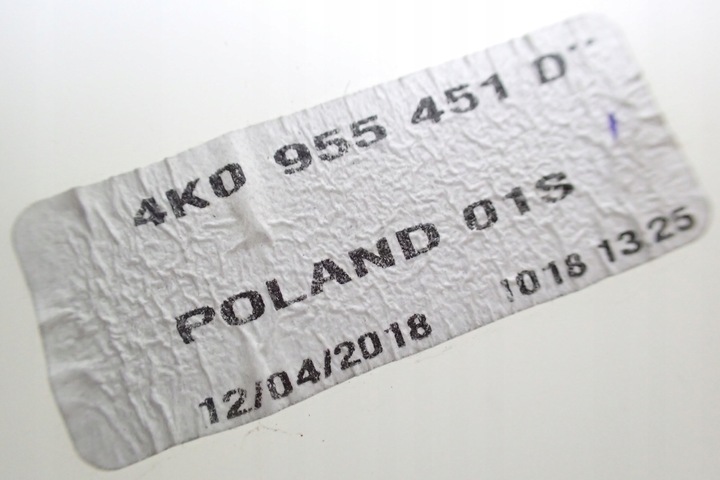 4K0 955 451 D--
POLAND 01S
12/04/2018 1018 13 25